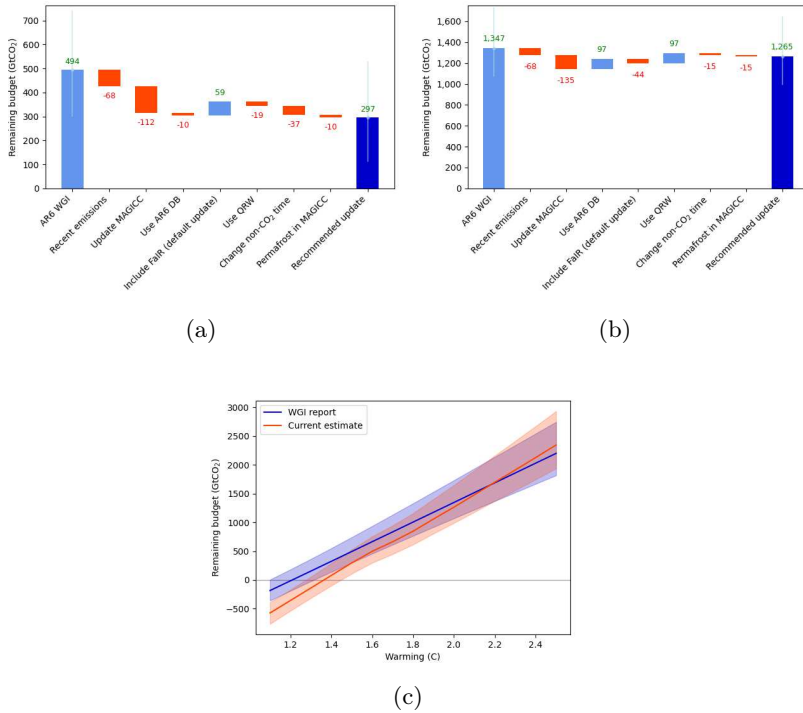 Remaining budget (GtCO₂)
700
600
500
400
300
200
100
0
494
-68
-112
-10
59
-19
-37
-10
297
AR6 WGI
Recent emissions
Update MAGICC
Use AR6 DB
Include FaIR (default update)
Use QRW
Change non-CO₂ time
Permafrost in MAGICC
Recommended update
(a)
Remaining budget (GtCO₂)
1,600
1,400
1,200
1,000
800
600
400
200
0
1,347
-68
-135
97
-44
97
-15
-15
1,265
AR6 WGI
Recent emissions
Update MAGICC
Use AR6 DB
Include FaIR (default update)
Use QRW
Change non-CO₂ time
Permafrost in MAGICC
Recommended update
(b)
WGI report
Current estimate
Remaining budget (GtCO₂)
3000
2500
2000
1500
1000
500
0
−500
1.2
1.4
1.6
1.8
2.0
2.2
2.4
Warming (C)
(c)